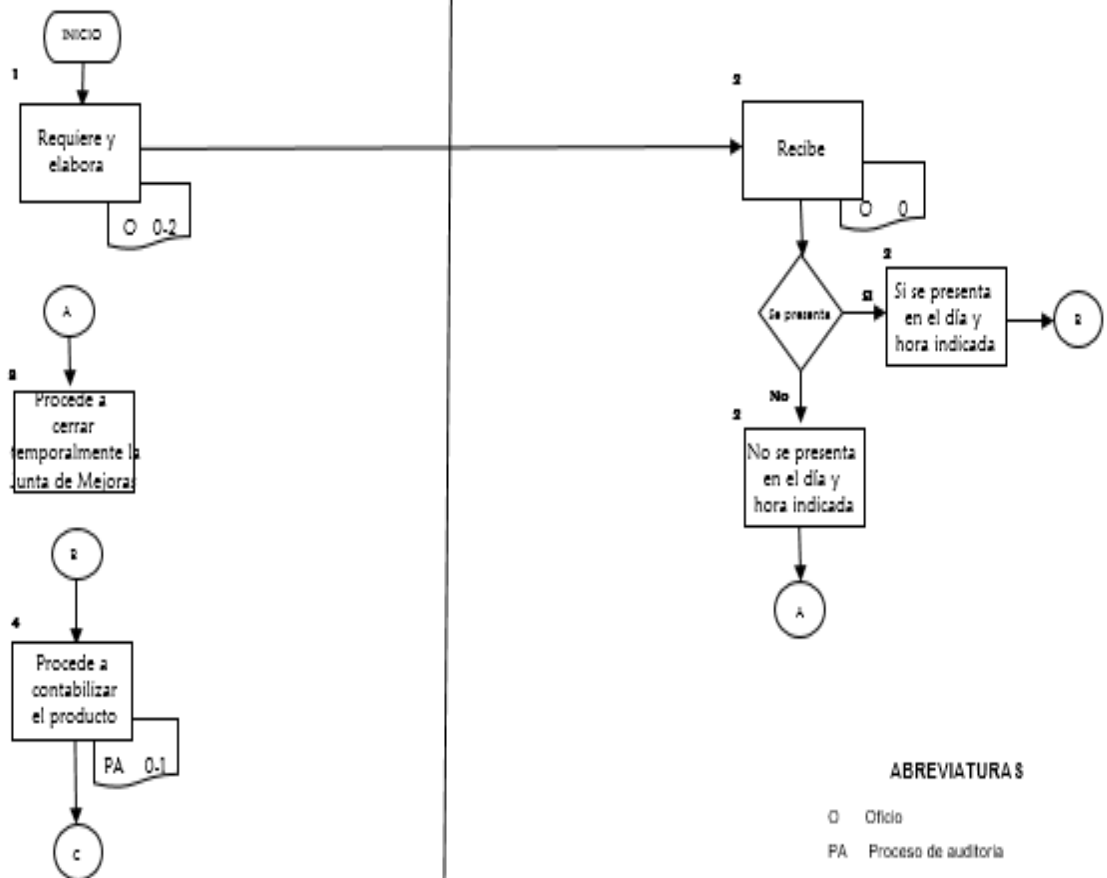 INICIO
1
Requiere y
elabora
O 0-2
A
Procede a
cerrar
temporalmente la
Junta de Mejoras
B
4
Procede a
contabilizar
el producto
PA 0-1
C
2
Recibe
O 0
Se presenta
SI
2
Si se presenta
en el día y
hora indicada
B
No
2
No se presenta
en el día y
hora indicada
A
ABREVIATURAS
O Oficio
PA Proceso de auditoria